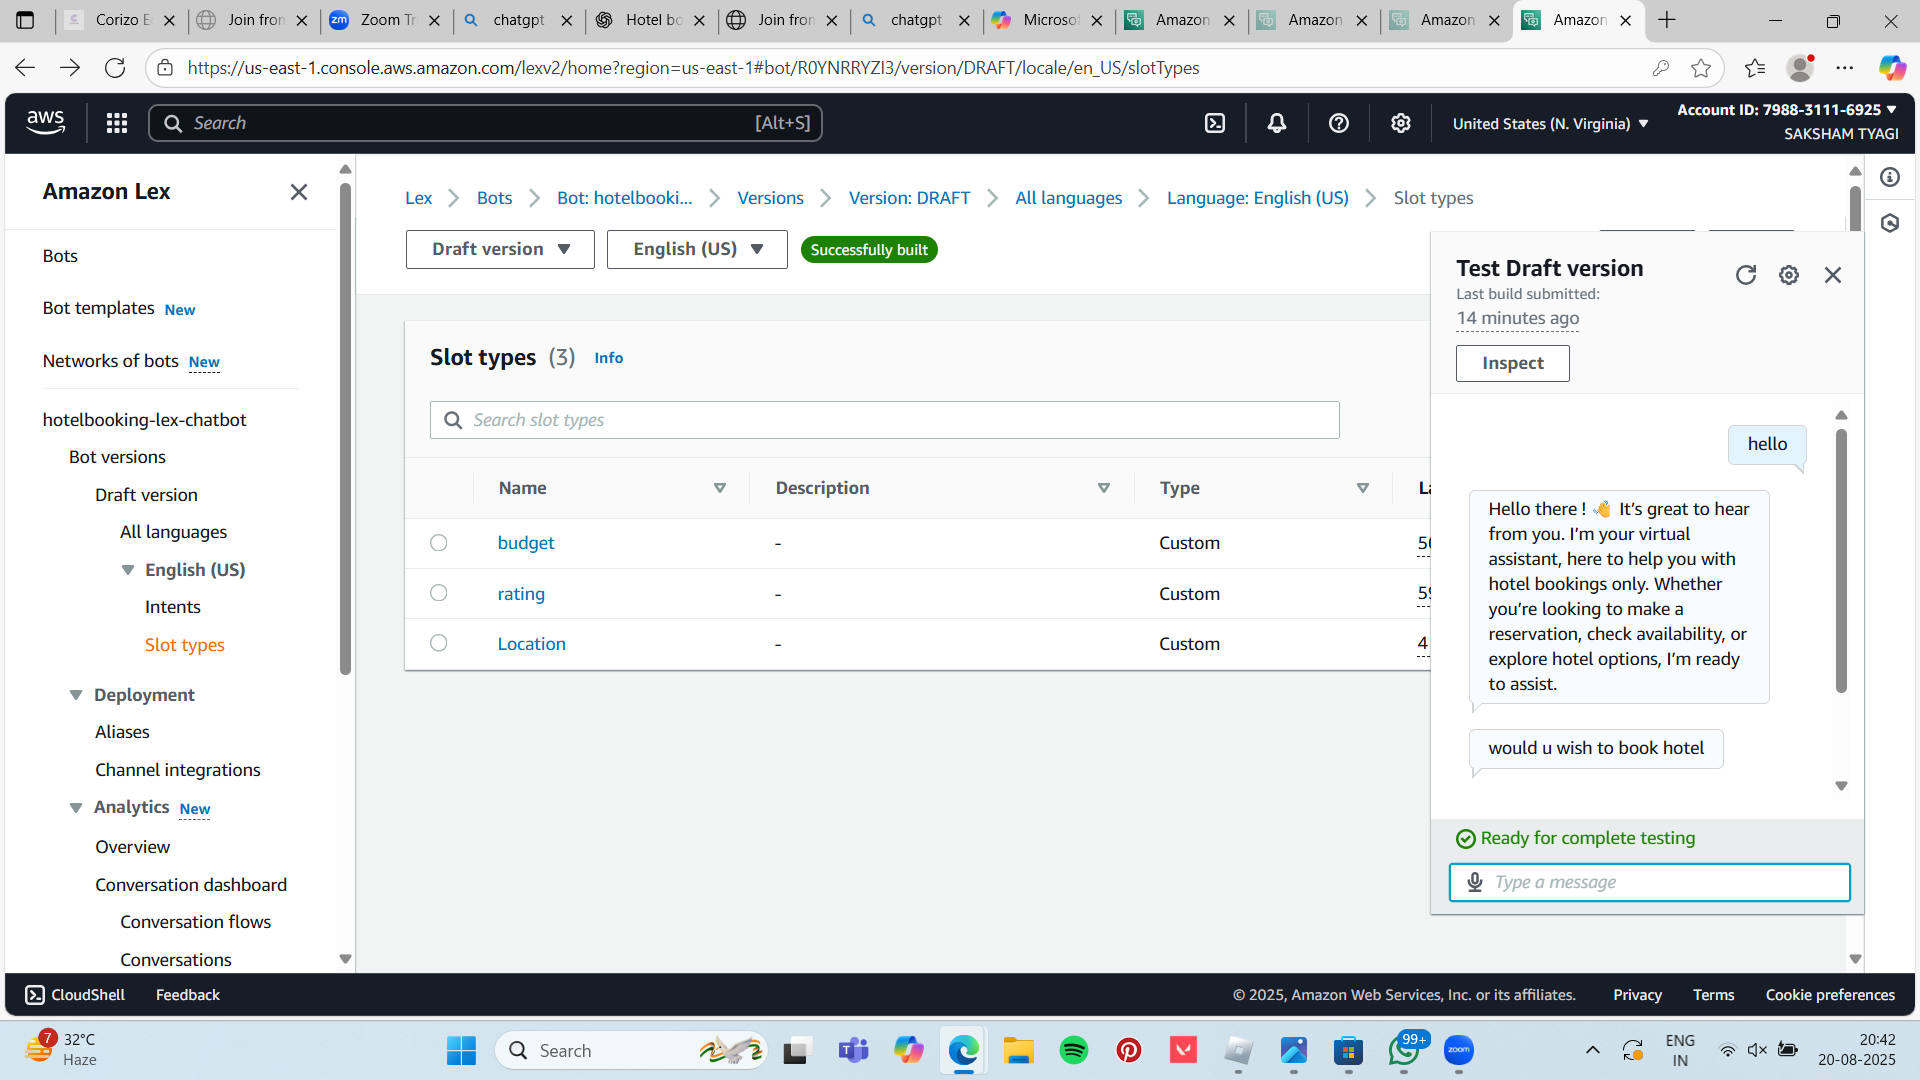 Corizo E
Join fron
Zoom Tr
chatgpt
Hotel bo
Join fron
chatgpt
Microsof
Amazon
Amazon
Amazon
Amazon
https://us-east-1.console.aws.amazon.com/lexv2/home?region=us-east-1#bot/R0YNRRYZI3/version/DRAFT/locale/en_US/slotTypes
aws
Search [Alt+S]
United States (N. Virginia)
Account ID: 7988-3111-6925
SAKSHAM TYAGI
Amazon Lex
Bots
Bot templates New
Networks of bots New
hotelbooking-lex-chatbot
Bot versions
Draft version
All languages
English (US)
Intents
Slot types
Deployment
Aliases
Channel integrations
Analytics New
Overview
Conversation dashboard
Conversation flows
Conversations
Lex
Bots
Bot: hotelbooki...
Versions
Version: DRAFT
All languages
Language: English (US)
Slot types
Draft version
English (US)
Successfully built
Slot types (3) Info
Search slot types
Name Description Type
budget - Custom
rating - Custom
Location - Custom 4
Test Draft version
Last build submitted:
14 minutes ago
Inspect
hello
Hello there ! 👋 It’s great to hear
from you. I’m your virtual
assistant, here to help you with
hotel bookings only. Whether
you’re looking to make a
reservation, check availability, or
explore hotel options, I’m ready
to assist.
would u wish to book hotel
Ready for complete testing
Type a message
CloudShell
Feedback
© 2025, Amazon Web Services, Inc. or its affiliates.
Privacy
Terms
Cookie preferences
7
32°C
Haze
Search
99+
zoom
ENG
IN
20:42
20-08-2025